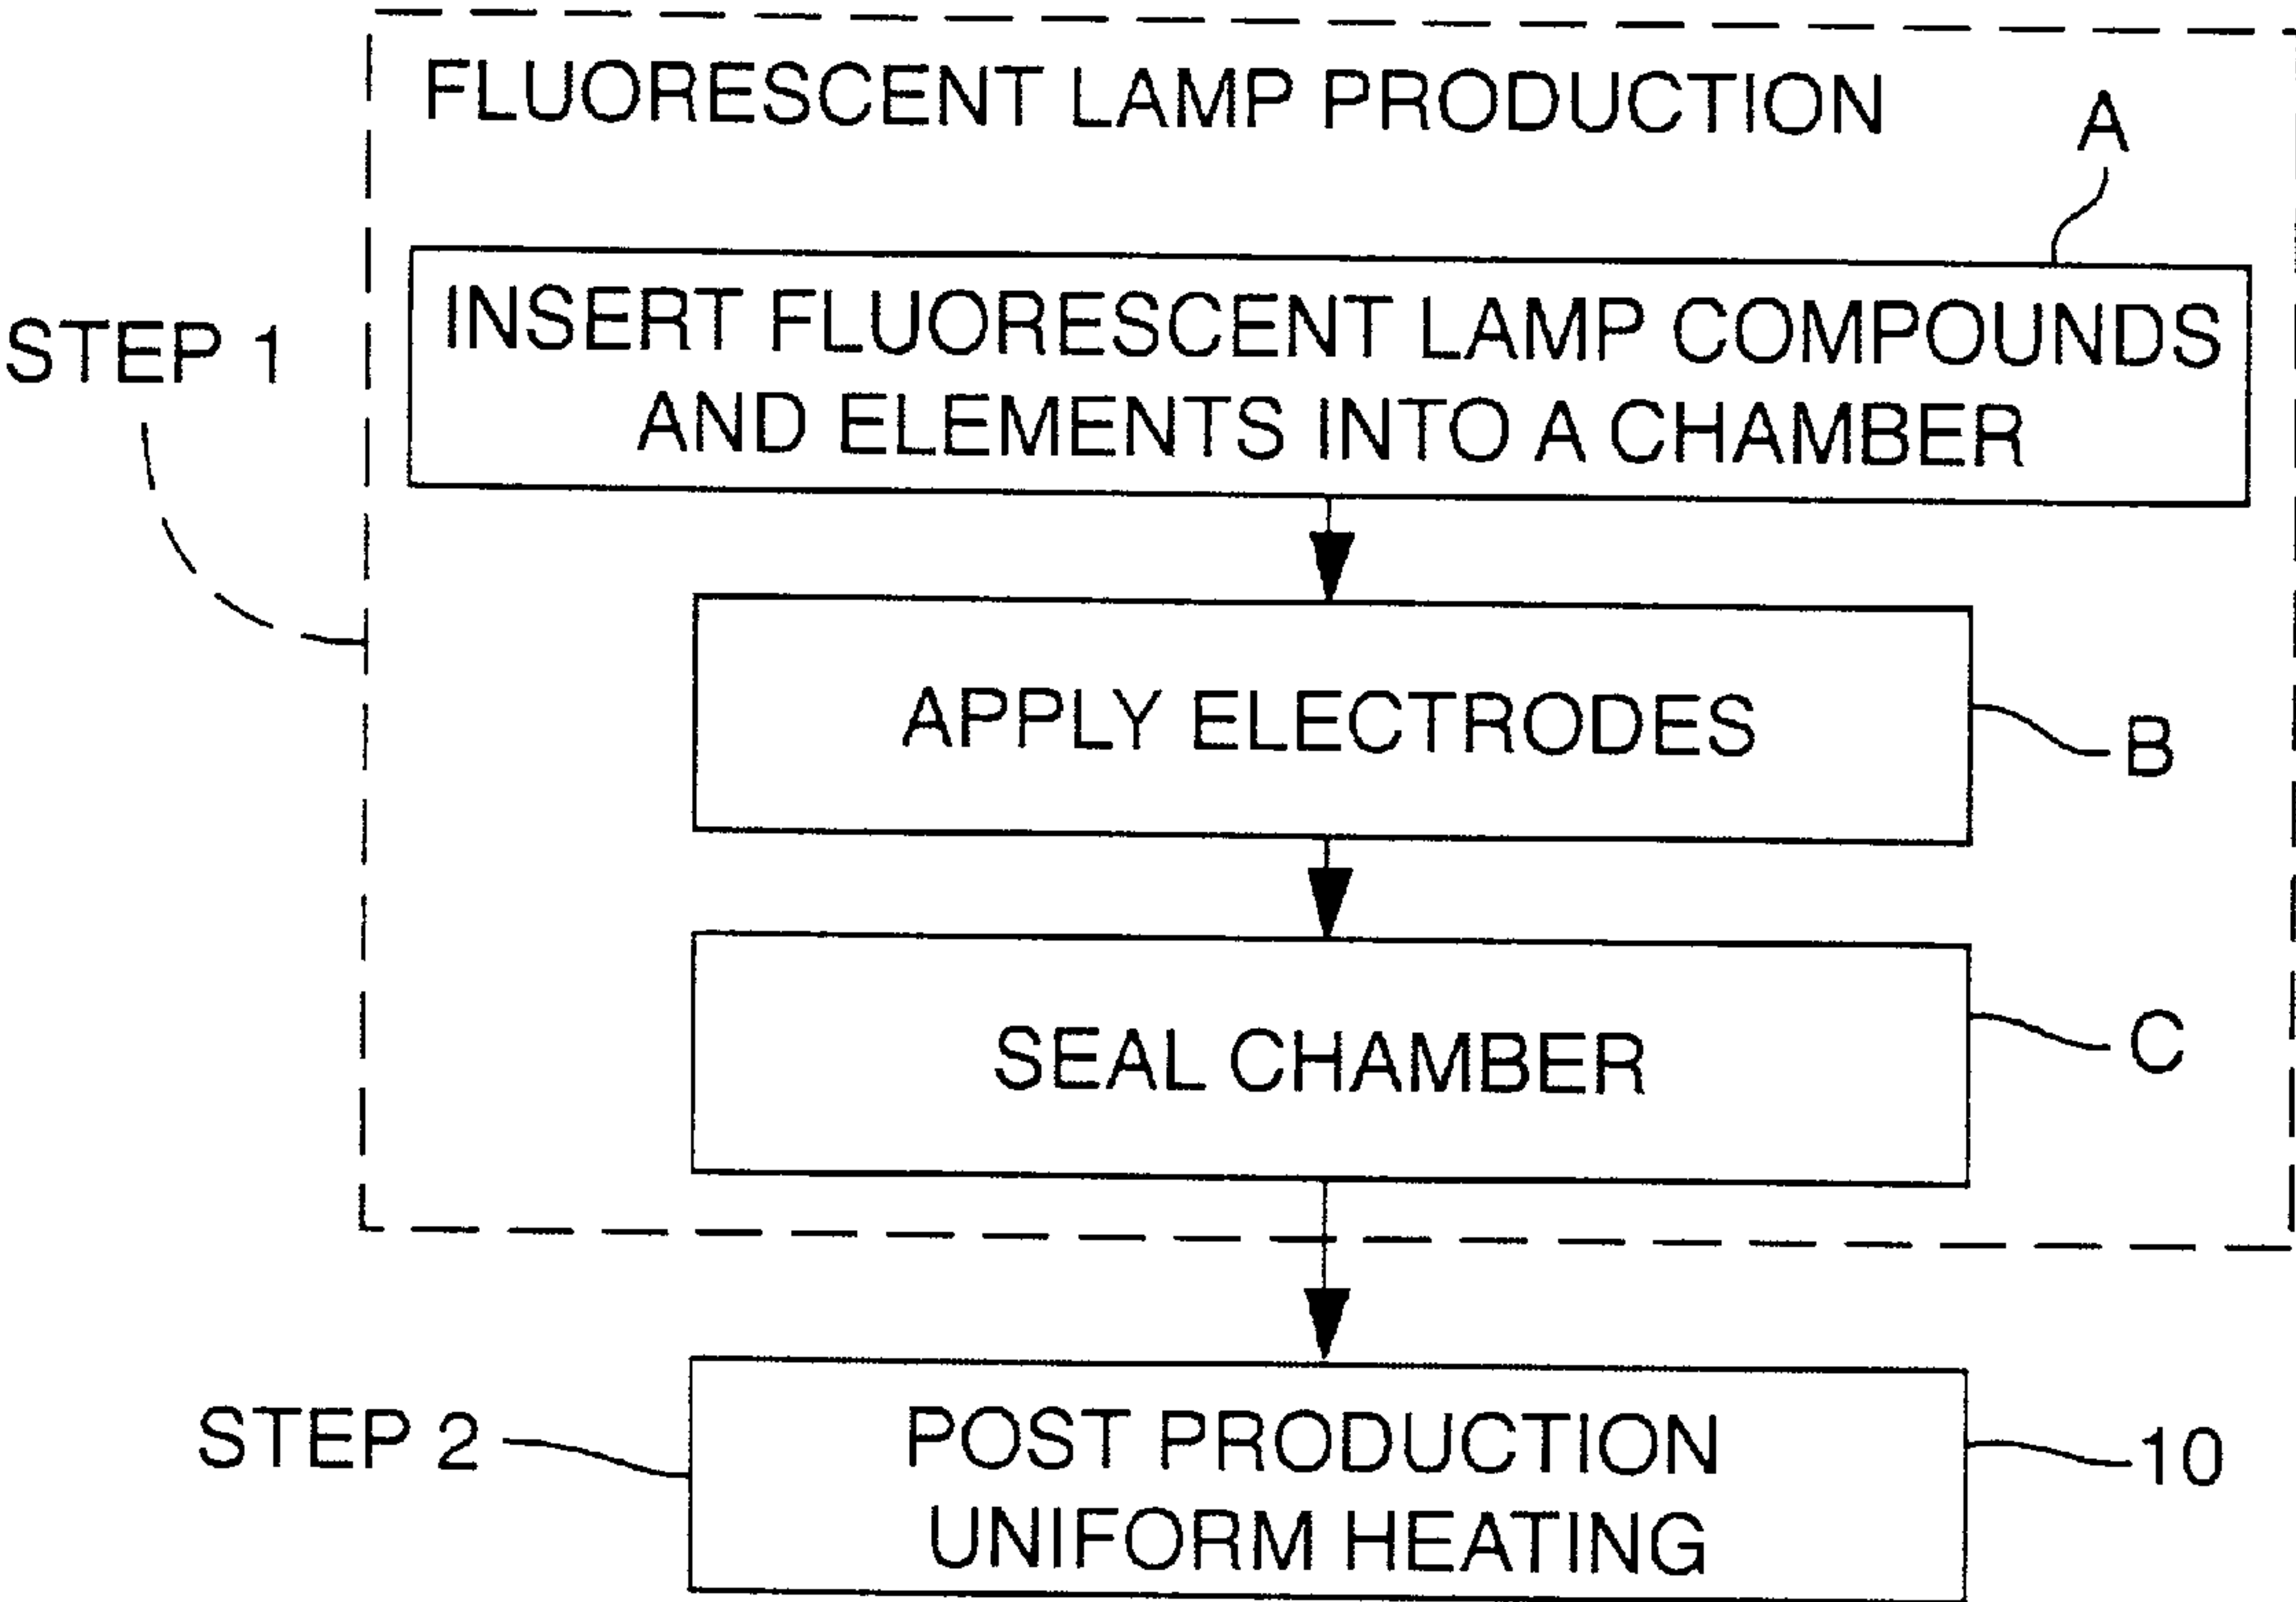 FLUORESCENT LAMP PRODUCTION
A
STEP 1
INSERT FLUORESCENT LAMP COMPOUNDS
AND ELEMENTS INTO A CHAMBER
APPLY ELECTRODES
B
SEAL CHAMBER
C
STEP 2
POST PRODUCTION
UNIFORM HEATING
10